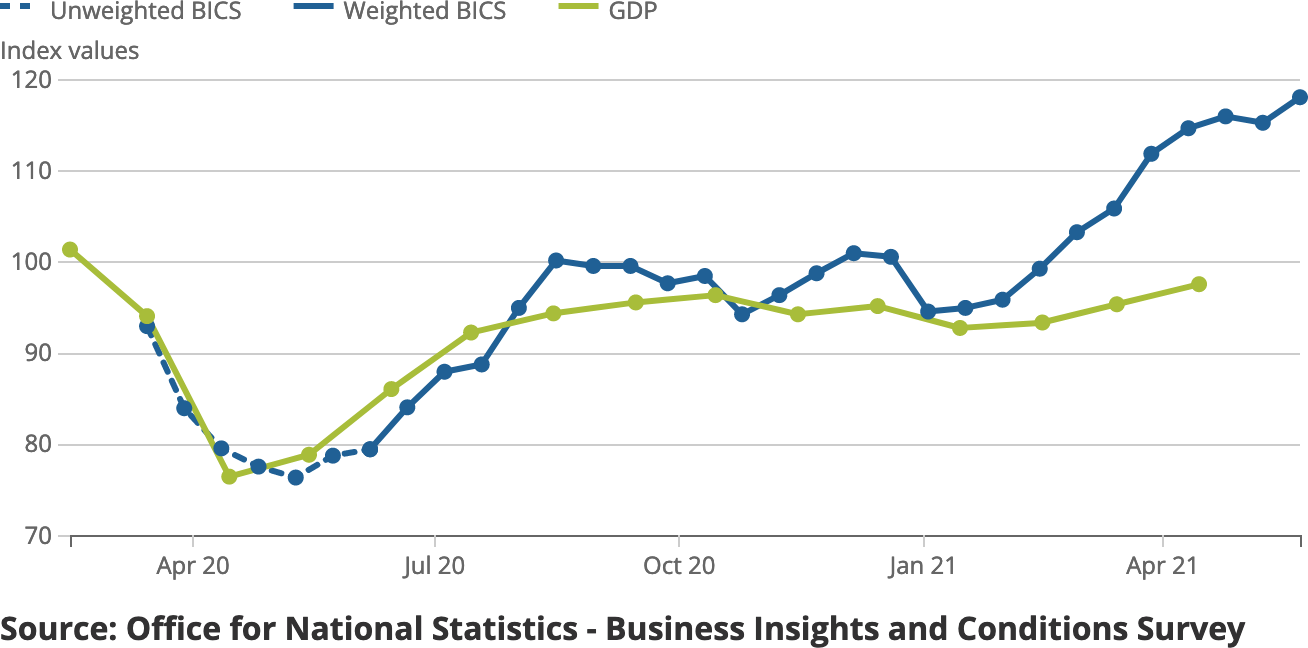 Unweighted BICS Weighted BICS GDP
Index values
120
110
100
90
80
70
Apr 20 Jul 20 Oct 20 Jan 21 Apr 21
Source: Office for National Statistics - Business Insights and Conditions Survey